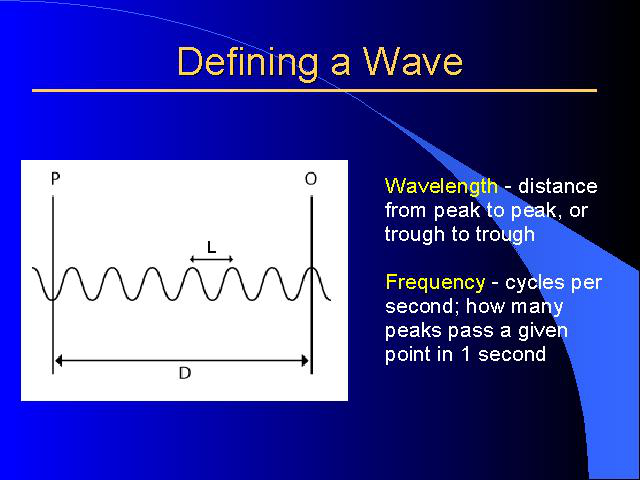 Defining a Wave
P
O
L
D
Wavelength - distance
from peak to peak, or
trough to trough
Frequency - cycles per
second; how many
peaks pass a given
point in 1 second